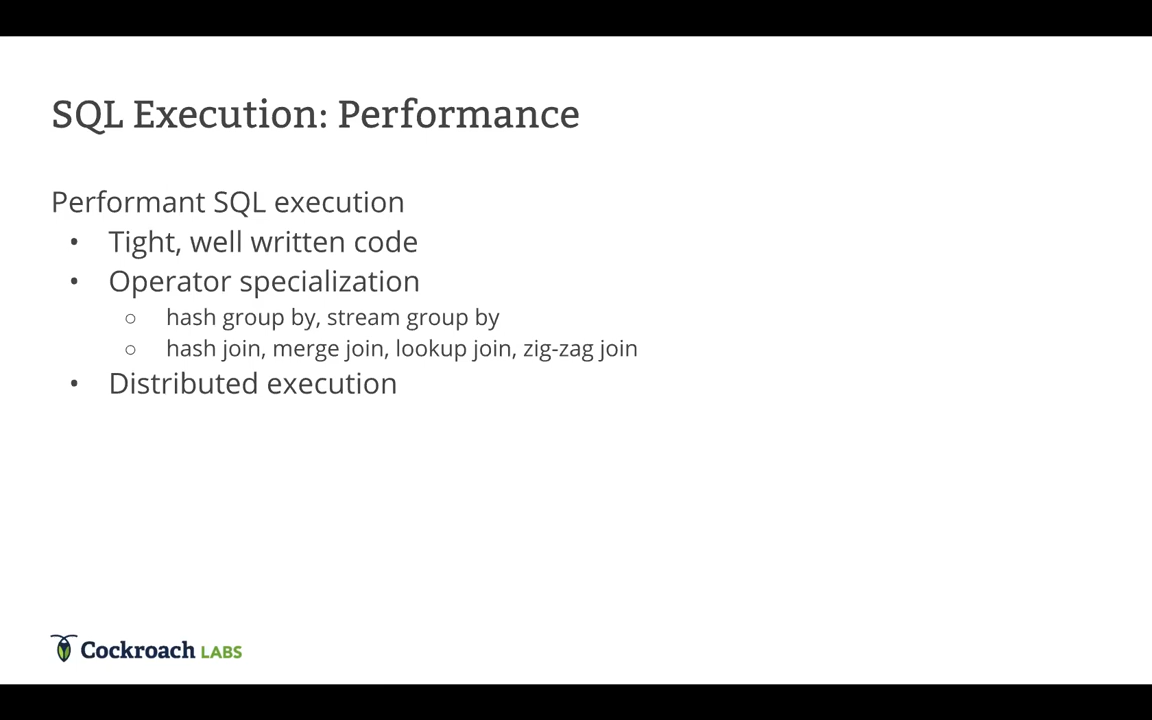 SQL Execution: Performance
Performant SQL execution
• Tight, well written code
• Operator specialization
○ hash group by, stream group by
○ hash join, merge join, lookup join, zig-zag join
• Distributed execution
Cockroach LABS